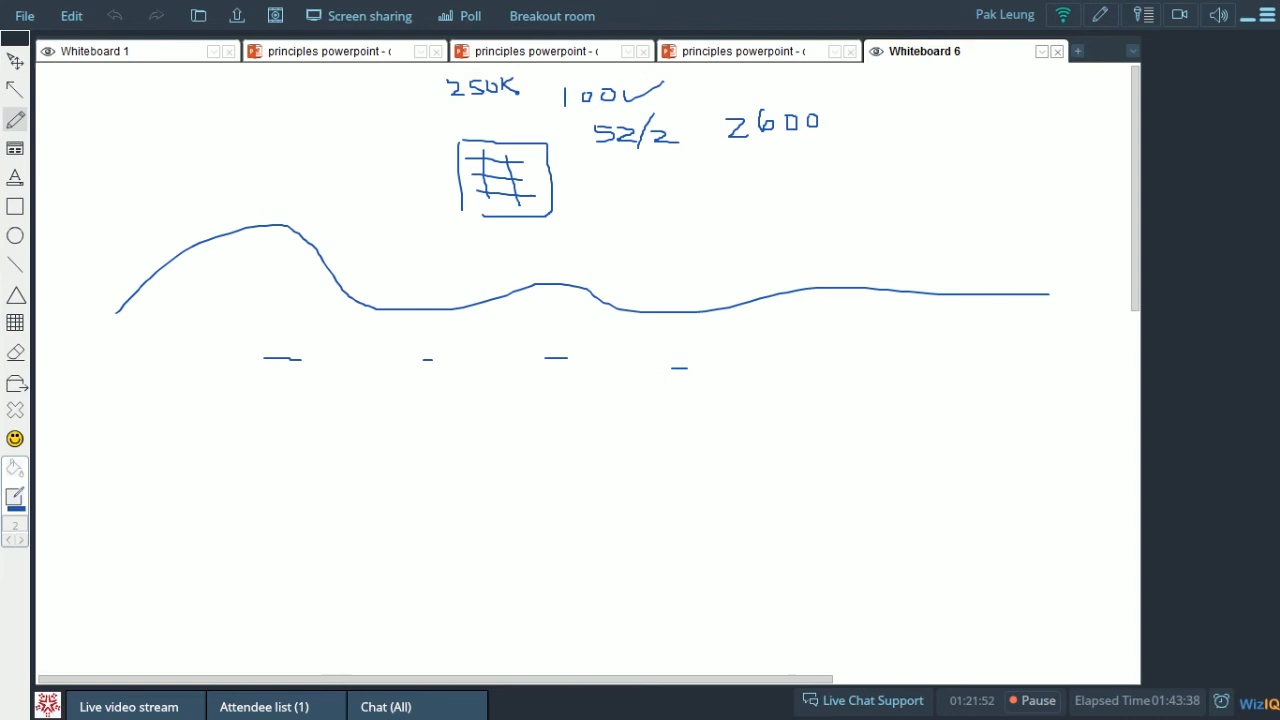 File Edit Screen sharing Poll Breakout room Pak Leung
Whiteboard 1 principles powerpoint - c principles powerpoint - c principles powerpoint - c Whiteboard 6
250K
100
52/2
2600
A
2
Live video stream Attendee list (1) Chat (All) Live Chat Support 01:21:52 Pause Elapsed Time 01:43:38 WizIQ